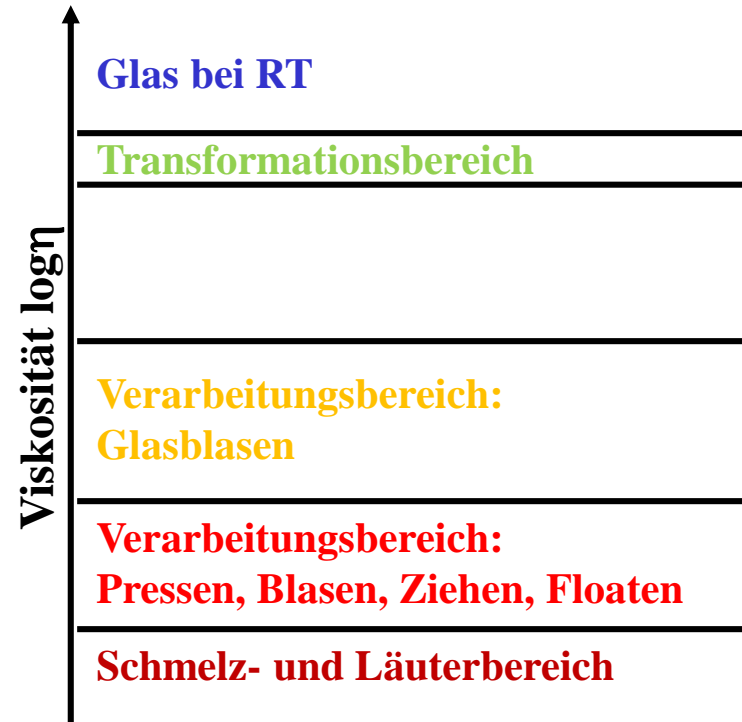 Viskosität logη
Glas bei RT
Transformationsbereich
Verarbeitungsbereich:
Glasblasen
Verarbeitungsbereich:
Pressen, Blasen, Ziehen, Floaten
Schmelz- und Läuterbereich